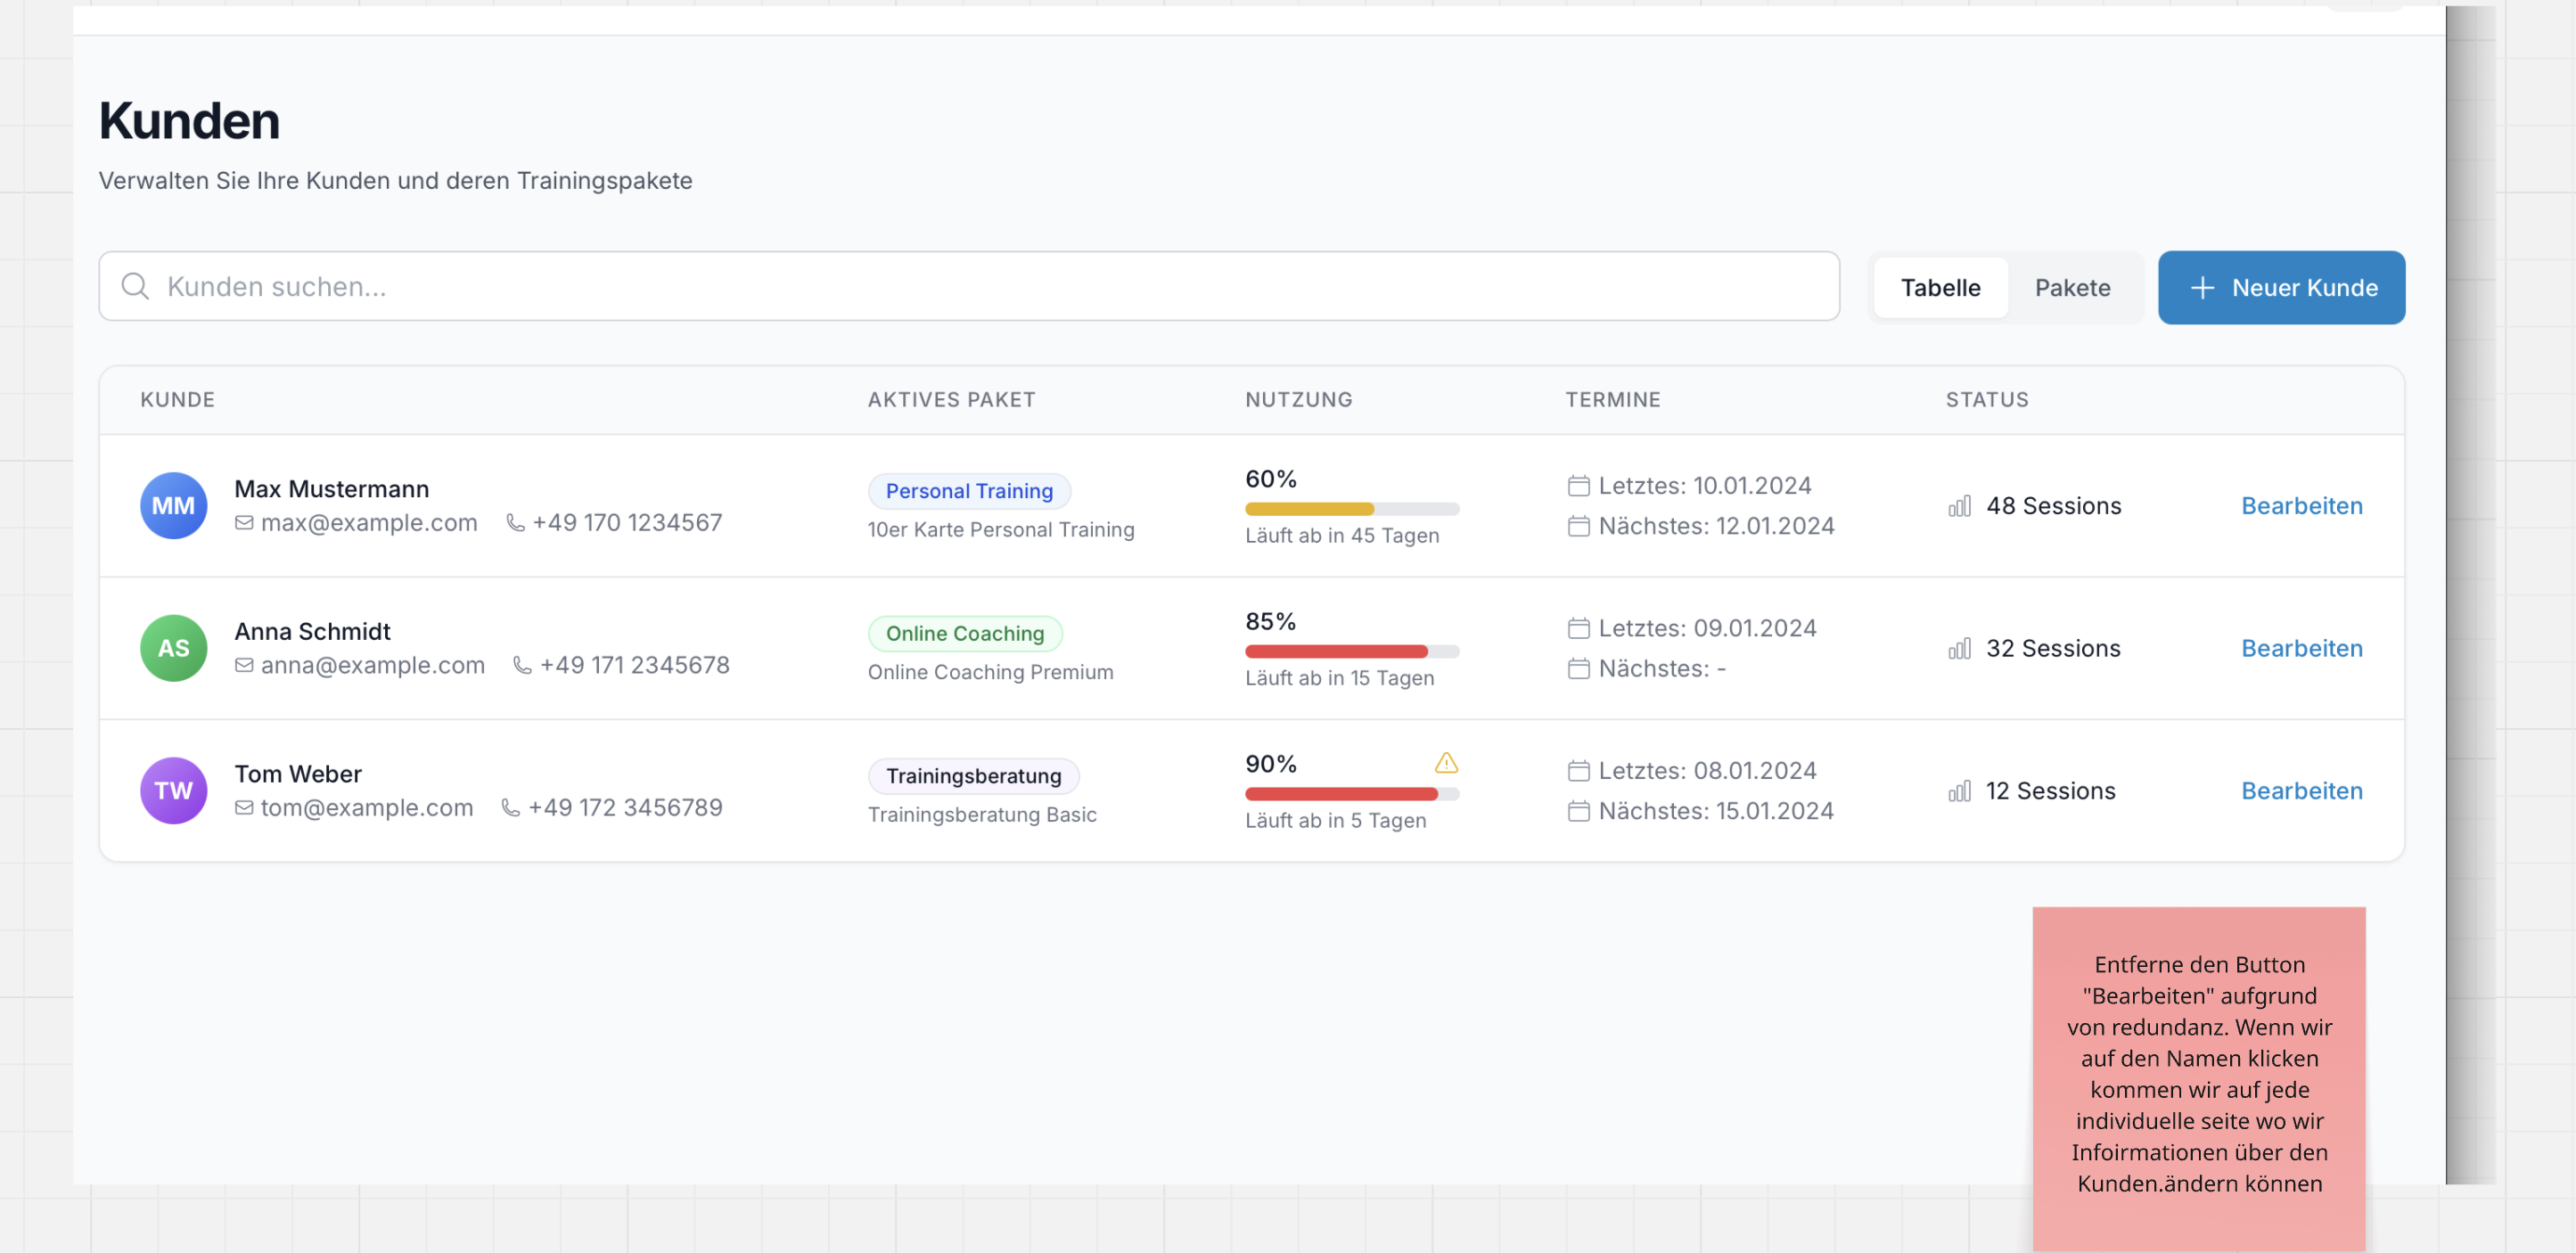 Kunden
Verwalten Sie Ihre Kunden und deren Trainingspakete
Kunden suchen...
Tabelle
Pakete
+ Neuer Kunde
KUNDE AKTIVES PAKET NUTZUNG TERMINE STATUS
MM
Max Mustermann
max@example.com +49 170 1234567
Personal Training
10er Karte Personal Training
60%
Läuft ab in 45 Tagen
Letztes: 10.01.2024
Nächstes: 12.01.2024
48 Sessions
Bearbeiten
AS
Anna Schmidt
anna@example.com +49 171 2345678
Online Coaching
Online Coaching Premium
85%
Läuft ab in 15 Tagen
Letztes: 09.01.2024
Nächstes: -
32 Sessions
Bearbeiten
TW
Tom Weber
tom@example.com +49 172 3456789
Trainingsberatung
Trainingsberatung Basic
90%
Läuft ab in 5 Tagen
Letztes: 08.01.2024
Nächstes: 15.01.2024
12 Sessions
Bearbeiten
Entferne den Button
"Bearbeiten" aufgrund
von redundanz. Wenn wir
auf den Namen klicken
kommen wir auf jede
individuelle seite wo wir
Infoirmationen über den
Kunden.ändern können